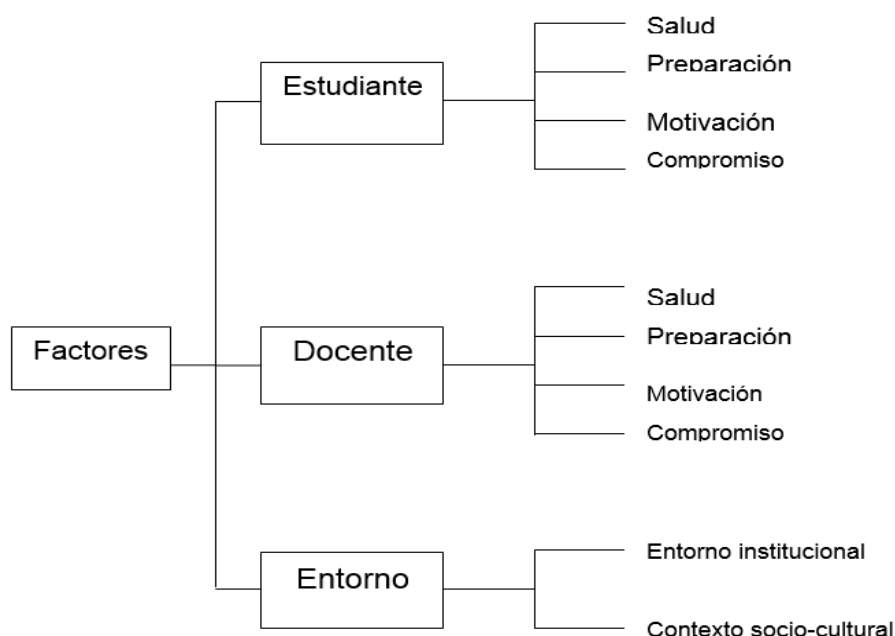 Salud
Preparación
Estudiante
Motivación
Compromiso
Salud
Preparación
Factores
Docente
Motivación
Compromiso
Entorno institucional
Entorno
Contexto socio-cultural